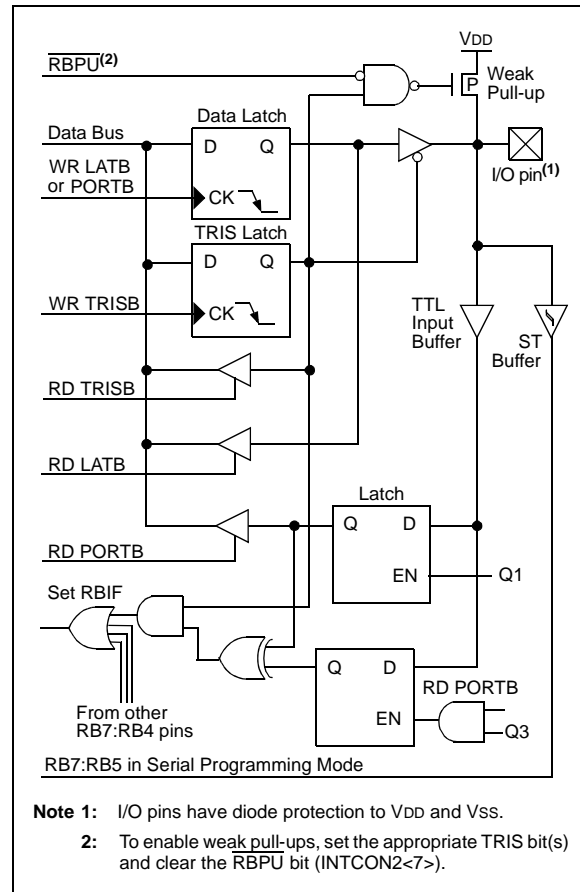 VDD
RBPU(2)
Weak
Pull-up
P
Data Latch
Data Bus
D Q
I/O pin(1)
WR LATB
or PORTB
CK
TRIS Latch
D Q
WR TRISB
CK
TTL
Input
Buffer
ST
Buffer
RD TRISB
RD LATB
Latch
Q D
RD PORTB
EN
Q1
Set RBIF
Q D
RD PORTB
EN
Q3
From other
RB7:RB4 pins
RB7:RB5 in Serial Programming Mode
Note 1: I/O pins have diode protection to VDD and VSS.
2: To enable weak pull-ups, set the appropriate TRIS bit(s)
and clear the RBPU bit (INTCON2<7>).